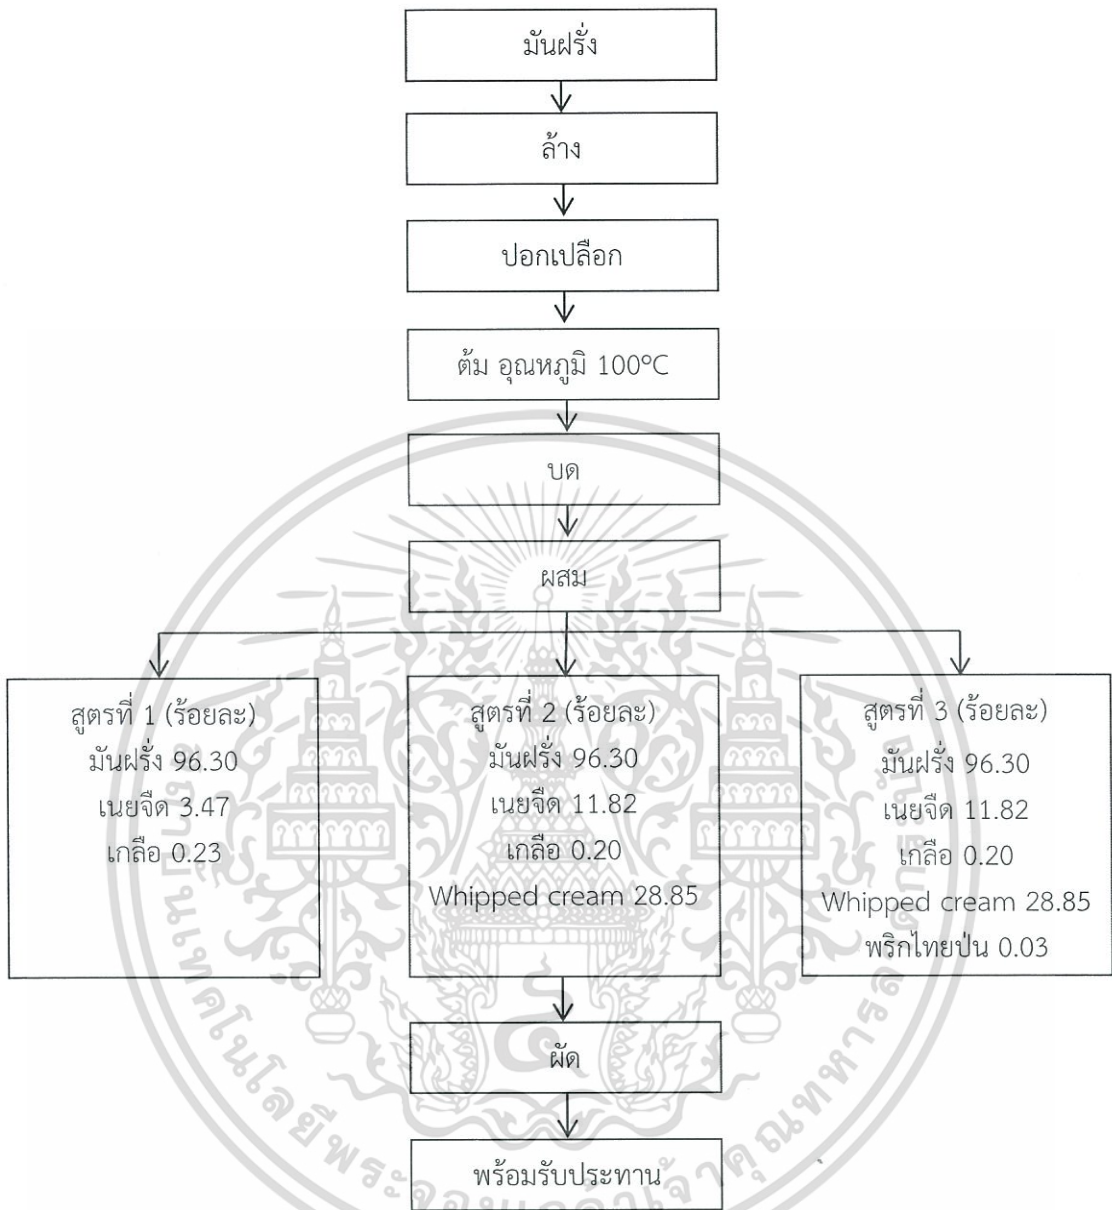 มันฝรั่ง
ล้าง
ปอกเปลือก
ต้ม อุณหภูมิ 100°C
บด
ผสม
สูตรที่ 1 (ร้อยละ)
มันฝรั่ง 96.30
เนยจืด 3.47
เกลือ 0.23
สูตรที่ 2 (ร้อยละ)
มันฝรั่ง 96.30
เนยจืด 11.82
เกลือ 0.20
Whipped cream 28.85
สูตรที่ 3 (ร้อยละ)
มันฝรั่ง 96.30
เนยจืด 11.82
เกลือ 0.20
Whipped cream 28.85
พริกไทยป่น 0.03
ผัด
พร้อมรับประทาน